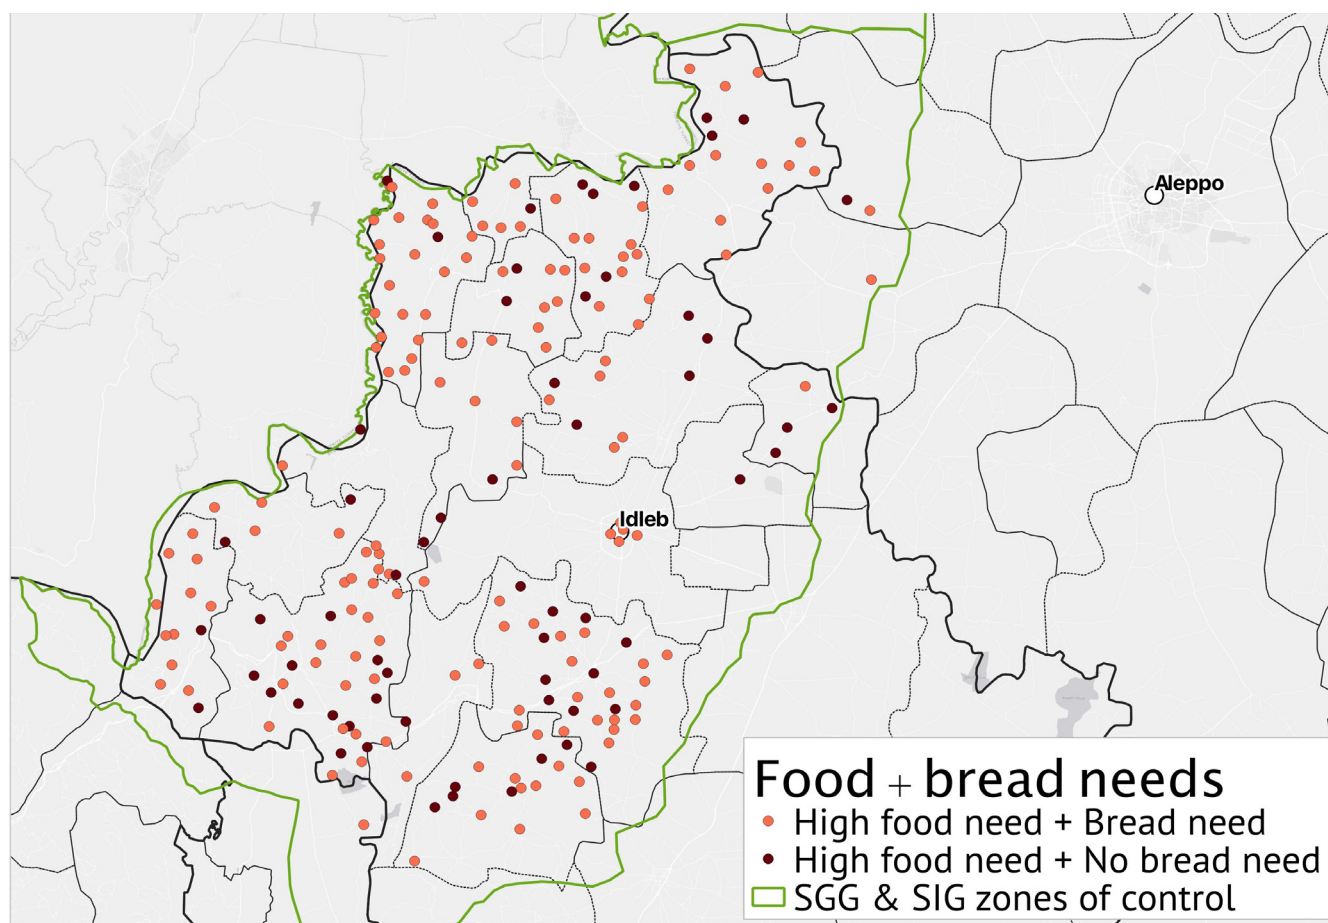 Aleppo
Idleb
Food + bread needs
High food need + Bread need
High food need + No bread need
SGG & SIG zones of control